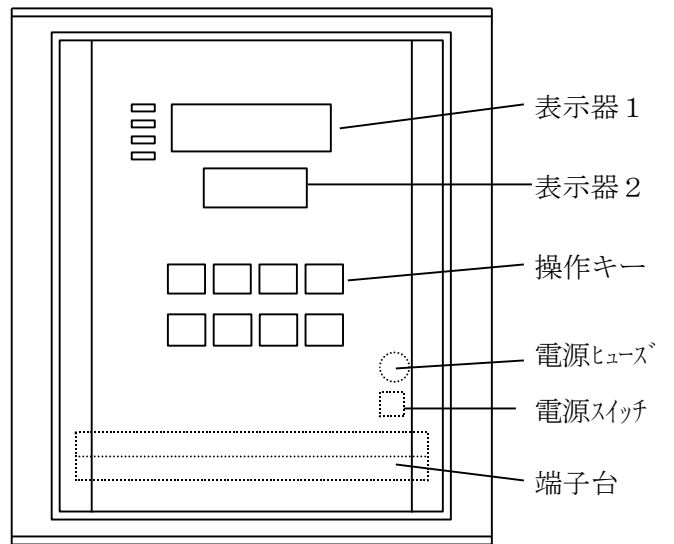 表示器１
表示器２
操作キー
電源ﾋｭｰｽﾞ
電源ｽｲｯﾁ
端子台